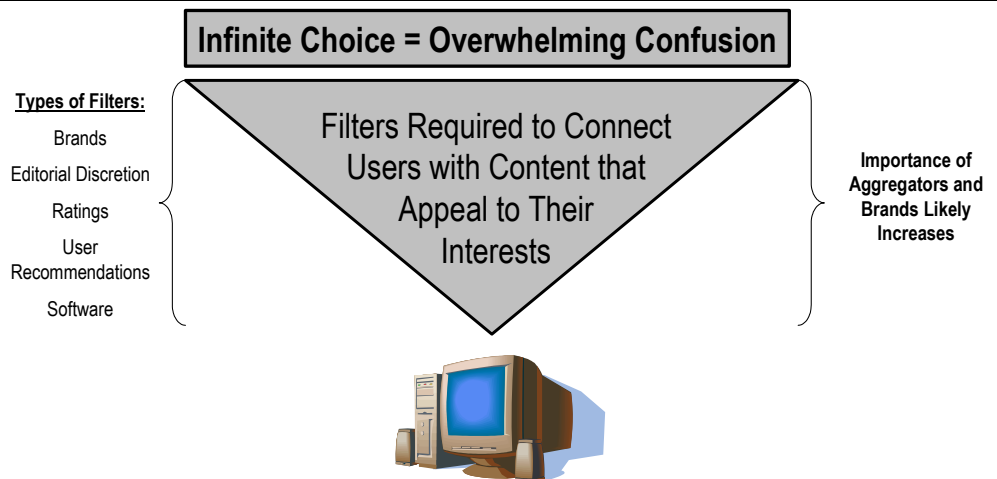 Infinite Choice = Overwhelming Confusion
Types of Filters:
Brands
Editorial Discretion
Ratings
User
Recommendations
Software
Filters Required to Connect
Users with Content that
Appeal to Their
Interests
Importance of
Aggregators and
Brands Likely
Increases